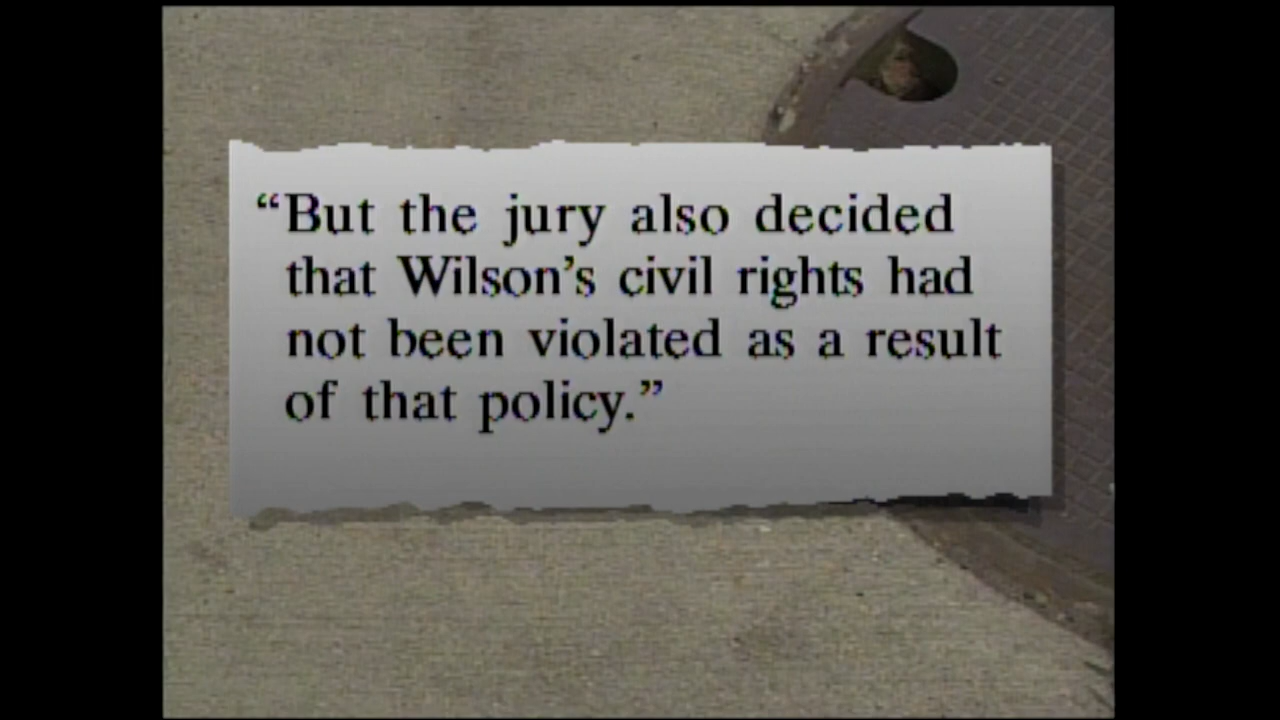 “But the jury also decided
that Wilson’s civil rights had
not been violated as a result
of that policy.”